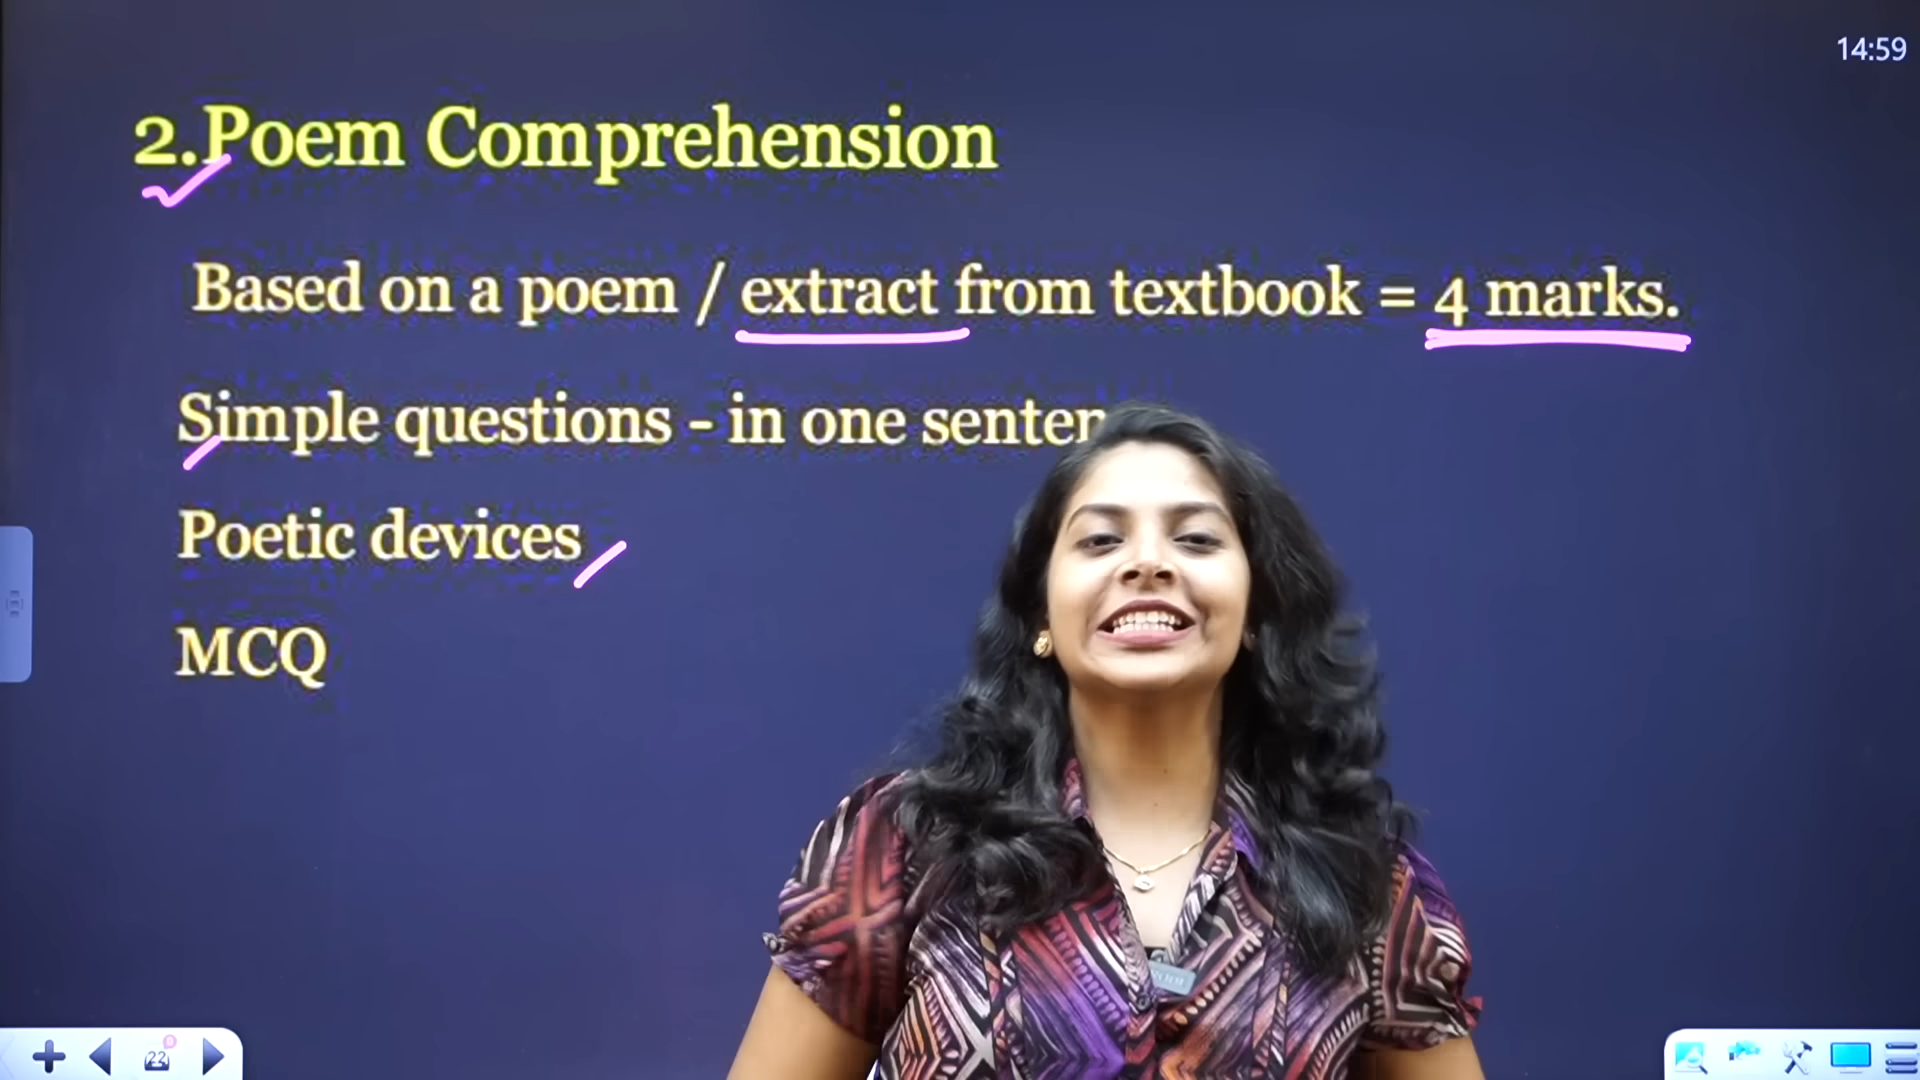 14:59
2.Poem Comprehension
Based on a poem / extract from textbook = 4 marks.
Simple questions - in one
Poetic devices
MCQ
22